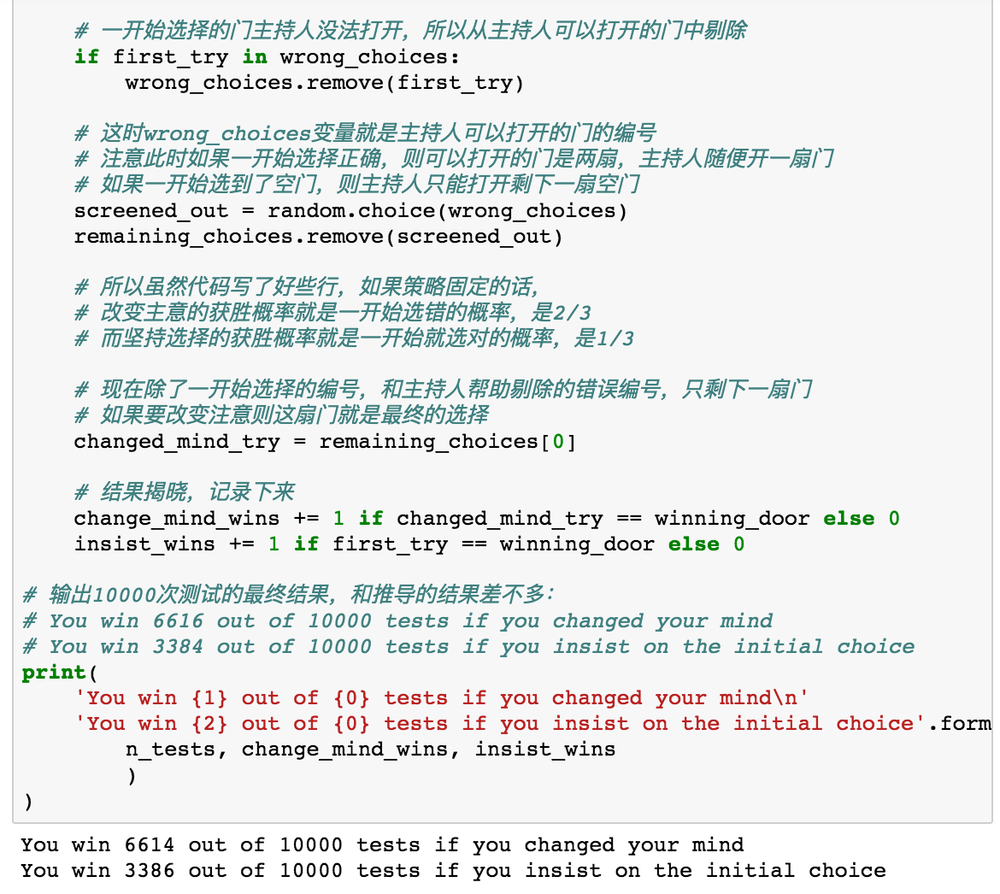 # 一开始选择的门主持人没法打开，所以从主持人可以打开的门中剔除
if first_try in wrong_choices:
wrong_choices.remove(first_try)
# 这时wrong_choices变量就是主持人可以打开的门的编号
# 注意此时如果一开始选择正确，则可以打开的门是两扇，主持人随便开一扇门
# 如果一开始选到了空门，则主持人只能打开剩下一扇空门
screened_out = random.choice(wrong_choices)
remaining_choices.remove(screened_out)
# 所以虽然代码写了好些行，如果策略固定的话，
# 改变主意的获胜概率就是一开始选错的概率，是2/3
# 而坚持选择的获胜概率就是一开始就选对的概率，是1/3
# 现在除了一开始选择的编号，和主持人帮助剔除的错误编号，只剩下一扇门
# 如果要改变注意则这扇门就是最终的选择
changed_mind_try = remaining_choices[0]
# 结果揭晓，记录下来
change_mind_wins += 1 if changed_mind_try == winning_door else 0
insist_wins += 1 if first_try == winning_door else 0
# 输出10000次测试的最终结果，和推导的结果差不多：
# You win 6616 out of 10000 tests if you changed your mind
# You win 3384 out of 10000 tests if you insist on the initial choice
print(
'You win {1} out of {0} tests if you changed your mind\n'
'You win {2} out of {0} tests if you insist on the initial choice'.form
n_tests, change_mind_wins, insist_wins
)
)
You win 6614 out of 10000 tests if you changed your mind
You win 3386 out of 10000 tests if you insist on the initial choice